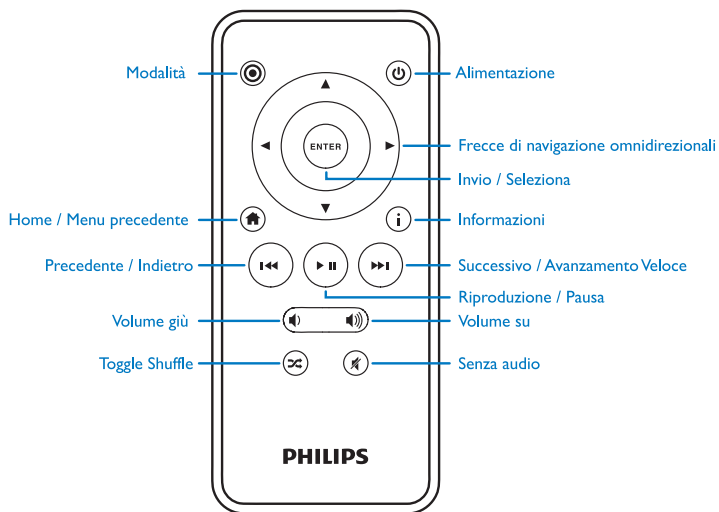 Modalità
Alimentazione
ENTER
Frecce di navigazione omnidirezionali
Invio / Seleziona
Home / Menu precedente
i
Informazioni
Precedente / Indietro
Successivo / Avanzamento Veloce
Riproduzione / Pausa
Volume giù
Volume su
Toggle Shuffle
Senza audio
PHILIPS